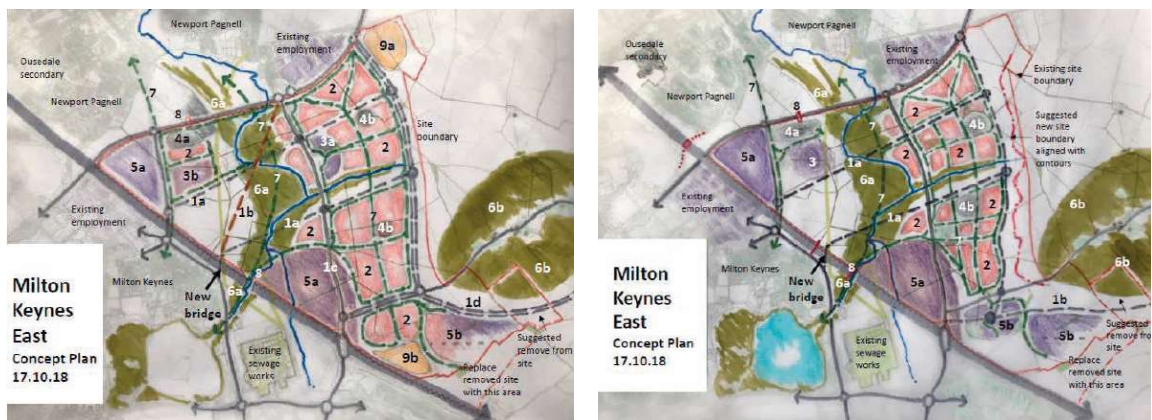 Newport Pagnell
Existing
employment
9a
Ousedale
secondary
7
6a
2
Newport Pagnell
8
7
4b
4a
3a
Site
boundary
2
2
5a
3b
7
6a
6b
1a
1b
1a
7
4b
Existing
employment
2
1c
6b
Milton Keynes
8
5a
2
6a
New
bridge
1d
2
5b
Suggested
remove from
site
Existing
sewage
works
9b
Replace
removed site
with this area
Milton
Keynes
East
Concept Plan
17.10.18
Newport Pagnell
Existing
employment
Ousedale
secondary
6a
2
Existing site
boundary
7
Newport Pagnell
8
7
4b
4a
Suggested
new site
boundary
aligned with
contours
5a
3
1a
2
2
6a
7
6b
1a
2
4b
2
Existing
employment
2
Milton Keynes
8
5a
6b
6a
New
bridge
1b
5b
5b
Suggested
remove from
site
Existing
sewage
works
Replace
removed site
with this area
Milton
Keynes
East
Concept Plan
17.10.18